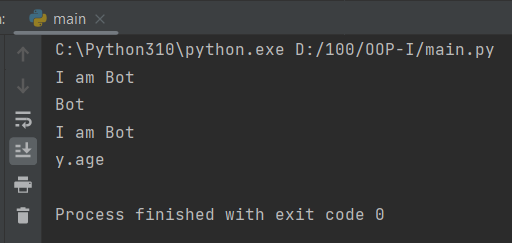 :
main
C:\Python310\python.exe D:/100/OOP-I/main.py
I am Bot
Bot
I am Bot
y.age
Process finished with exit code 0